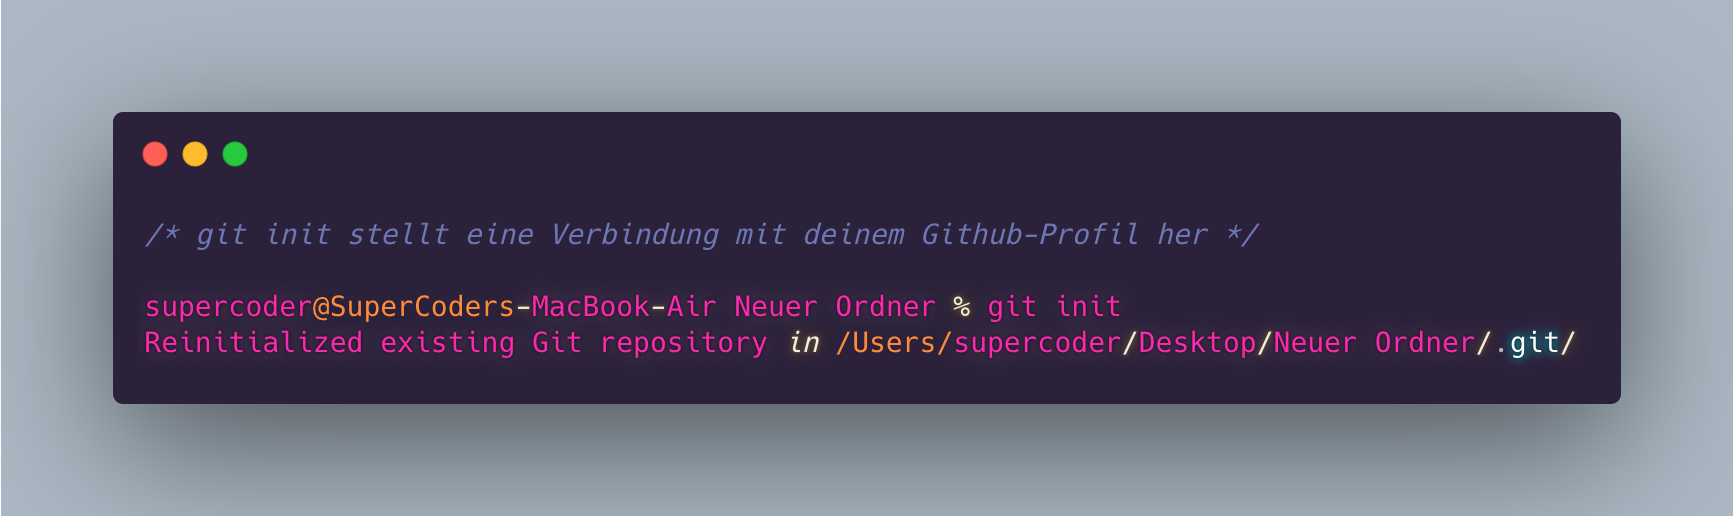 /* git init stellt eine Verbindung mit deinem Github-Profil her */
supercoder@SuperCoders-MacBook-Air Neuer Ordner % git init
Reinitialized existing Git repository in /Users/supercoder/Desktop/Neuer Ordner/.git/